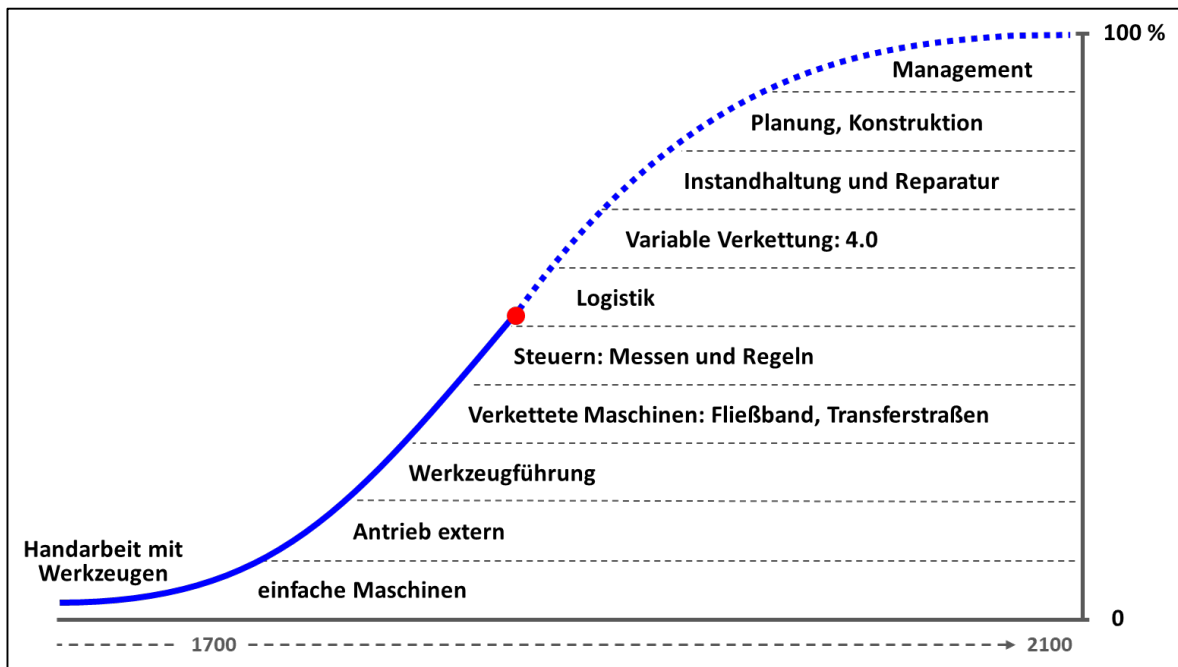 100 %
Management
Planung, Konstruktion
Instandhaltung und Reparatur
Variable Verkettung: 4.0
Logistik
Steuern: Messen und Regeln
Verkettete Maschinen: Fließband, Transferstraßen
Werkzeugführung
Antrieb extern
Handarbeit mit
Werkzeugen
einfache Maschinen
0
1700
2100